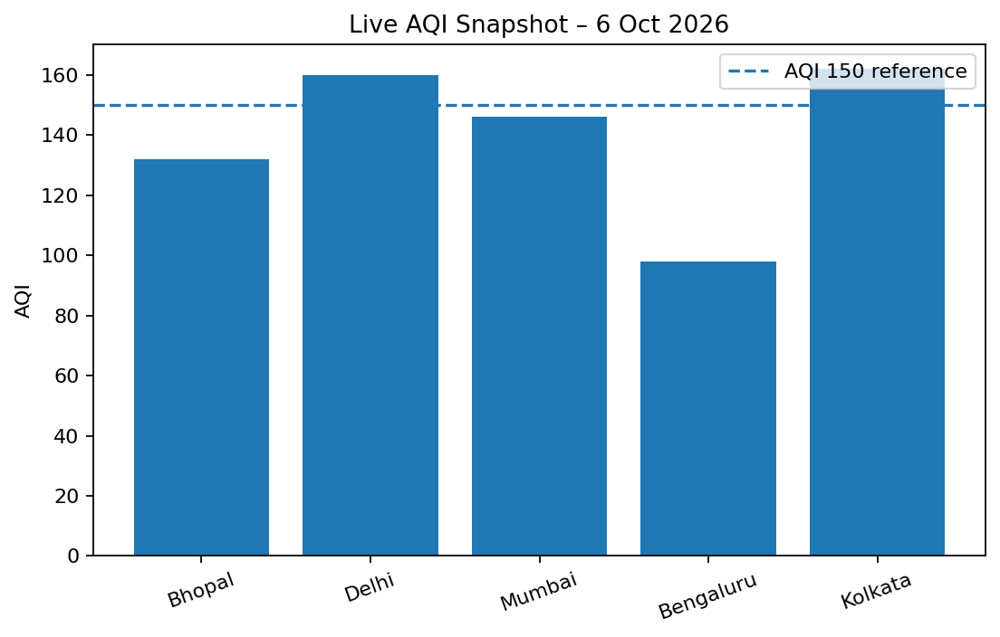 Live AQI Snapshot – 6 Oct 2026
AQI 150 reference
160
140
120
100
80
60
40
20
0
AQI
Bhopal
Delhi
Mumbai
Bengaluru
Kolkata